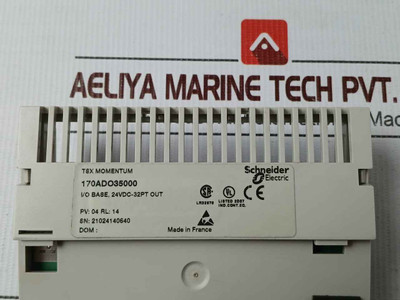 AELIYA MARINE TECH PVT.
Mac
TSX MOMENTUM
170ADO35000
I/O BASE, 24VDC-32PT OUT
PV: 04 RL: 14
SN: 21024140640
DOM :
Schneider
Electric
LISTED
IND.CONT.EQ.
Made in France